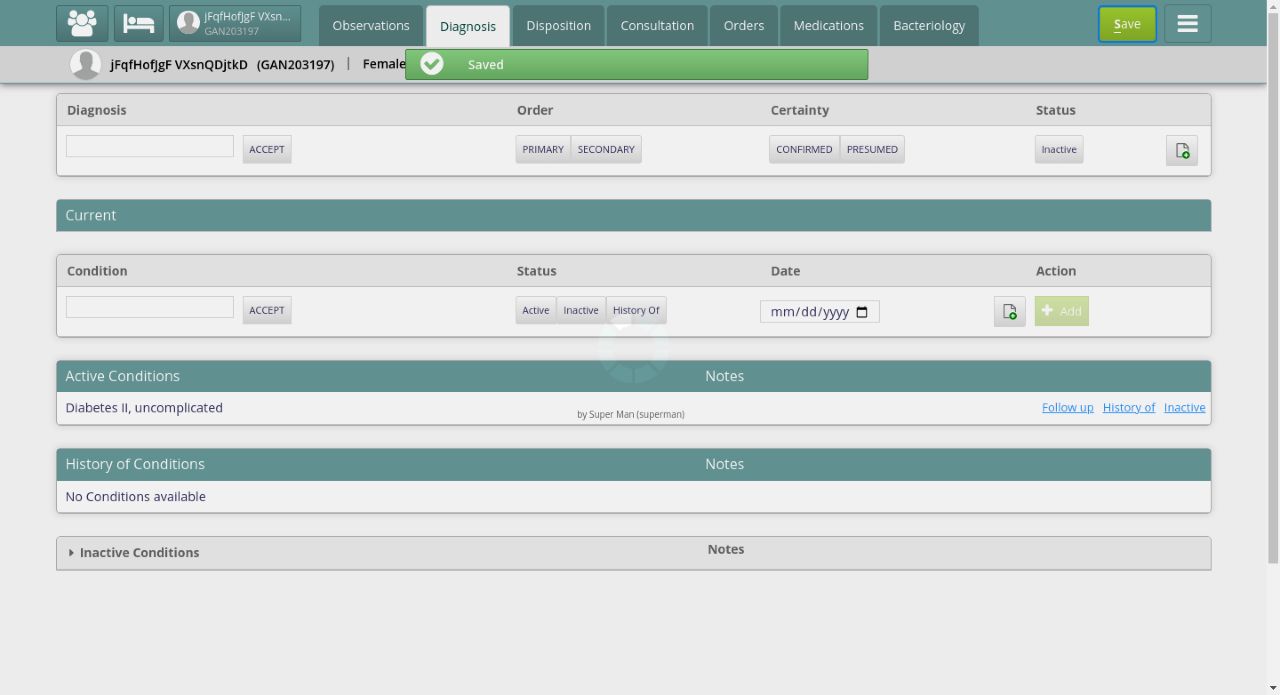 jFqfHofJgF VXsn...
GAN203197
Observations
Diagnosis
Disposition
Consultation
Orders
Medications
Bacteriology
Save
jFqfHofJgF VXsnQDjtkD (GAN203197) | Female
Saved
Diagnosis Order Certainty Status
ACCEPT PRIMARY SECONDARY CONFIRMED PRESUMED Inactive
Current
Condition Status Date Action
ACCEPT Active Inactive History Of mm/dd/yyyy Add
Active Conditions Notes
Diabetes II, uncomplicated by Super Man (superman) Follow up History of Inactive
History of Conditions Notes
No Conditions available
Inactive Conditions Notes